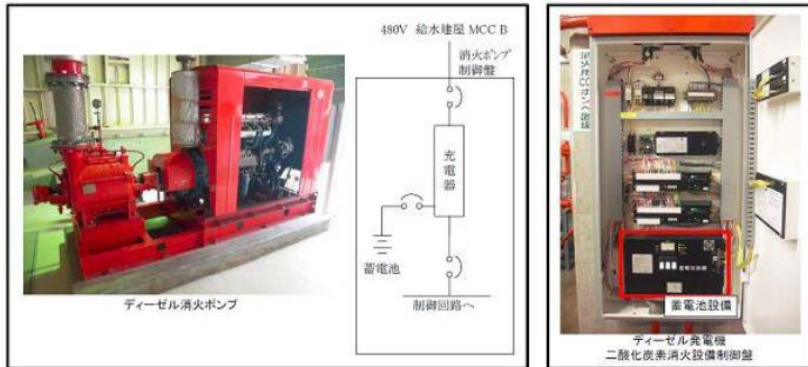 480V 給水建屋 MCC B
消火ポンプ
制御盤
充電器
蓄電池
制御回路へ
ディーゼル消火ポンプ
蓄電池設備
ディーゼル発電機
二酸化炭素消火設備制御盤